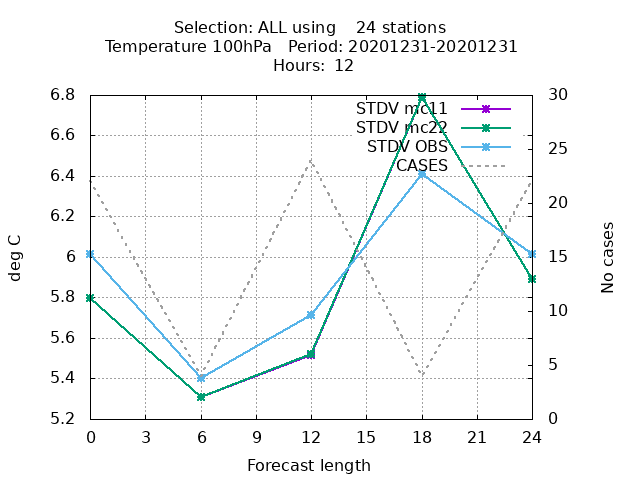 Selection: ALL using    24 stations
Temperature 100hPa   Period: 20201231-20201231
Hours:  12
6.8
6.6
6.4
6.2
6
5.8
5.6
5.4
5.2
deg C
STDV mc11
STDV mc22
STDV OBS
CASES
30
25
20
15
10
5
0
No cases
0 3 6 9 12 15 18 21 24
Forecast length